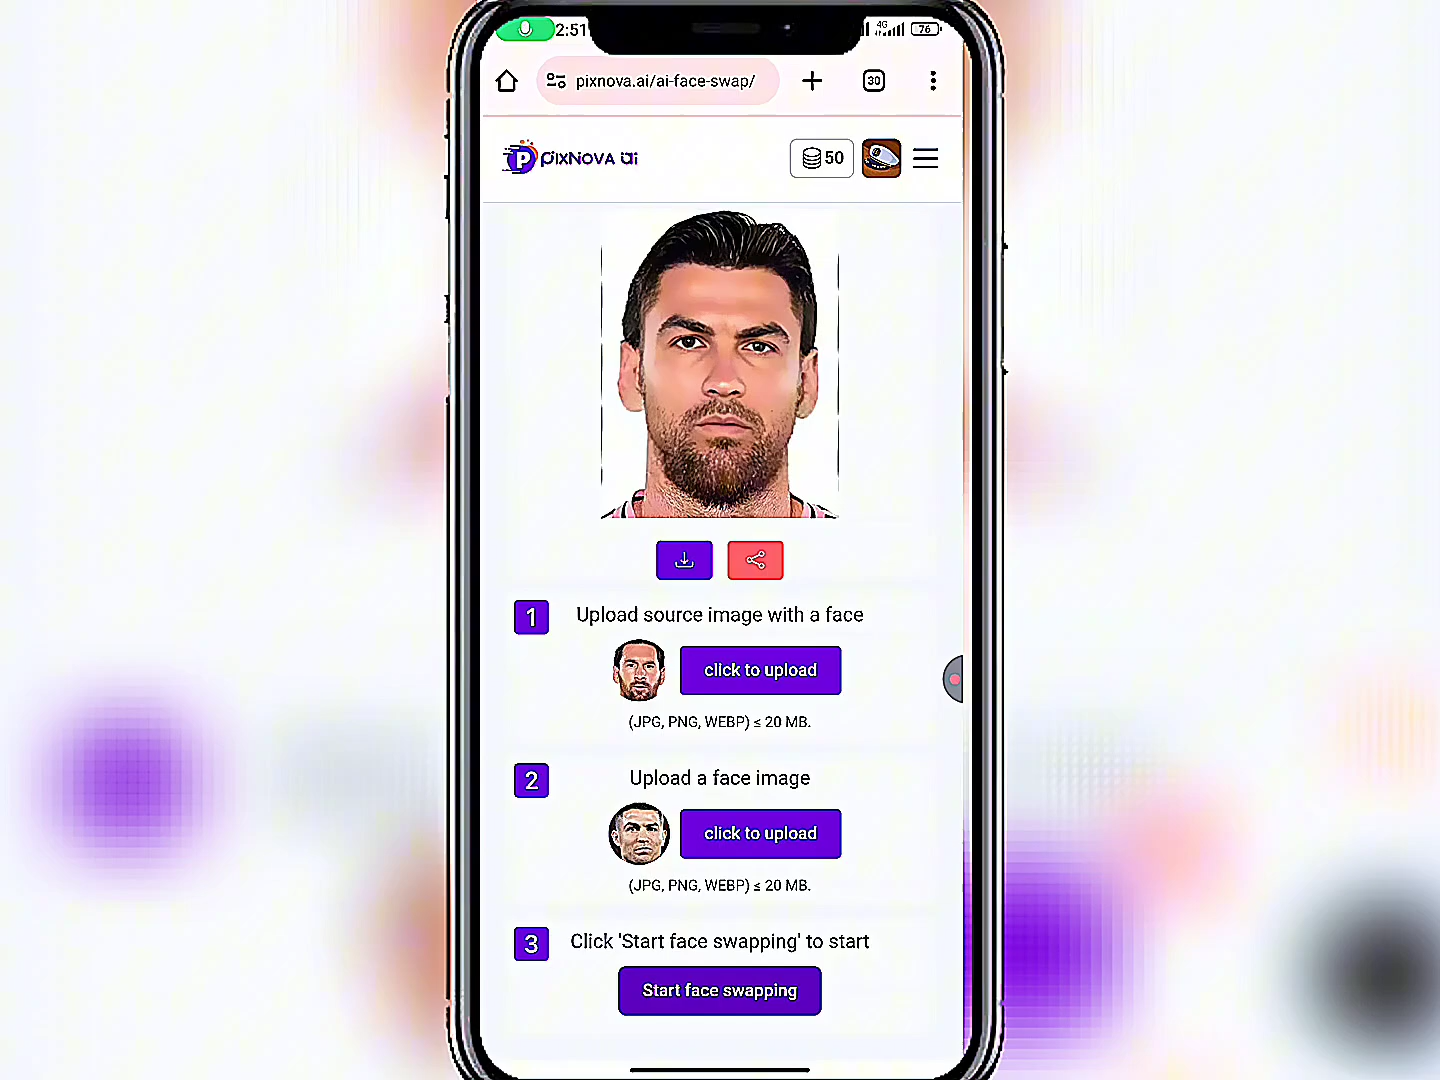 2:51
4G
76
pixnova.ai/ai-face-swap/
30
P PIXNOVA ai
50
1 Upload source image with a face
click to upload
(JPG, PNG, WEBP) ≤ 20 MB.
2 Upload a face image
click to upload
(JPG, PNG, WEBP) ≤ 20 MB.
3 Click 'Start face swapping' to start
Start face swapping